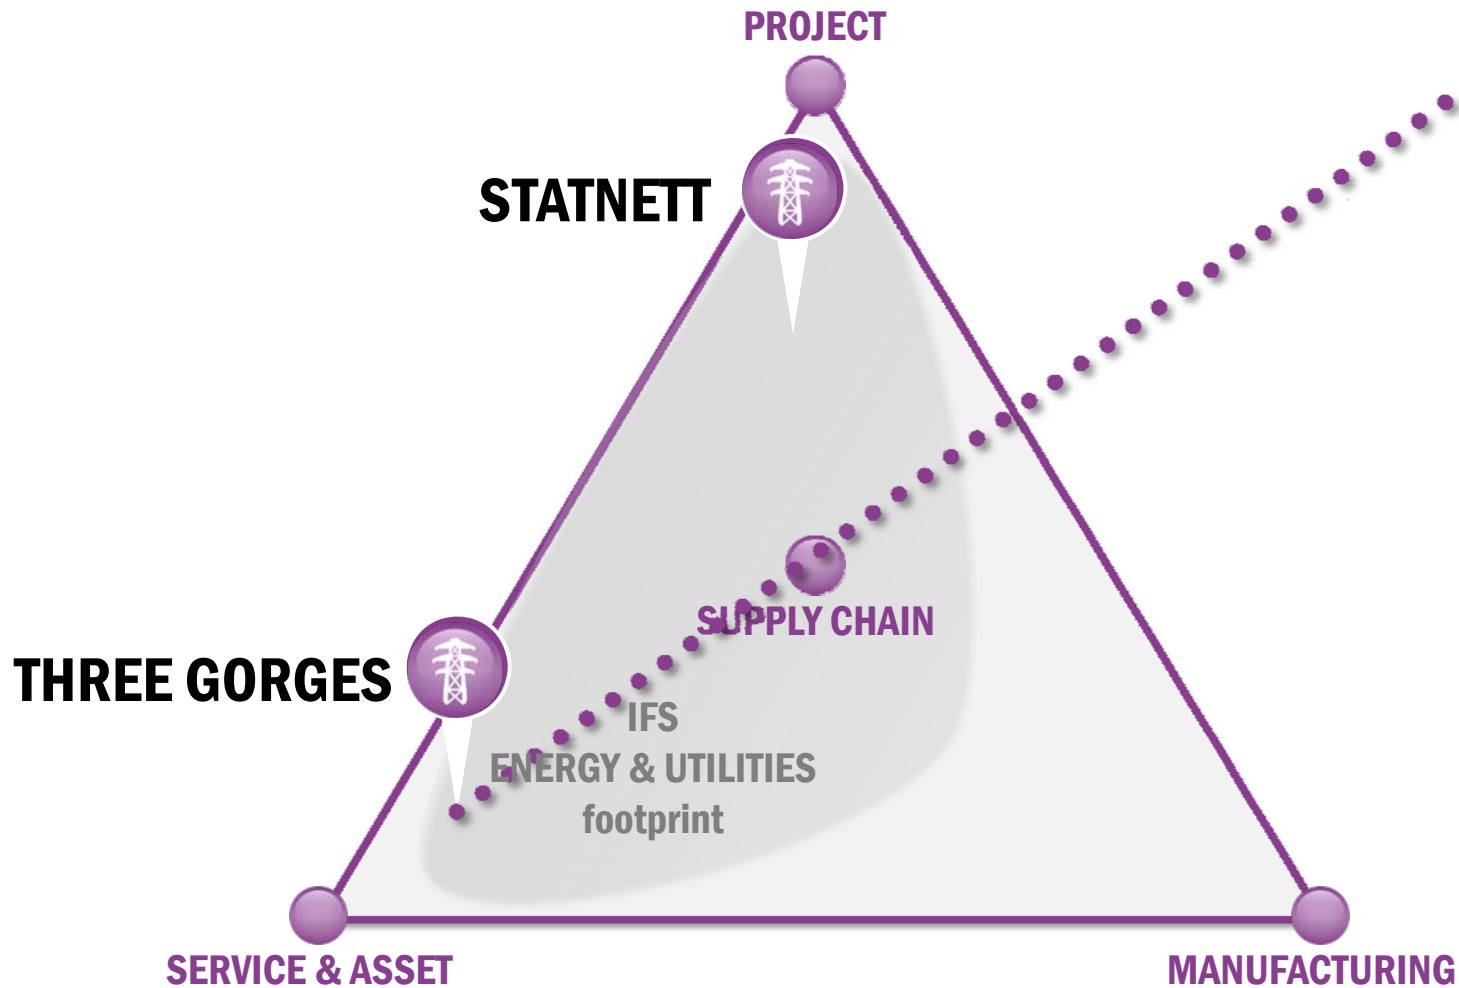 PROJECT
STATNETT
SUPPLY CHAIN
THREE GORGES
IFS
ENERGY & UTILITIES
footprint
SERVICE & ASSET
MANUFACTURING